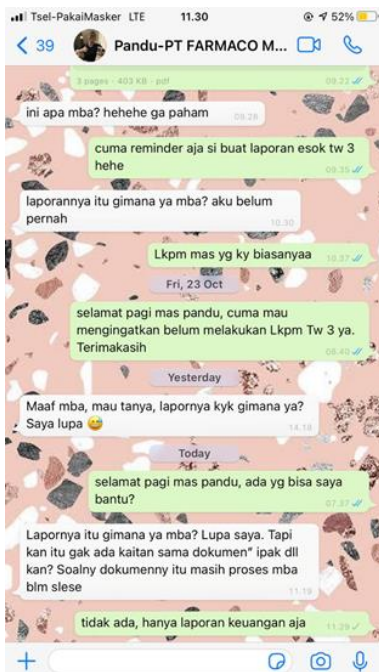 Tsel-PakaiMasker LTE 11.30 52%
39 Pandu-PT FARMACO M...
3 pages · 403 KB · pdf 09.22
ini apa mba? hehehe ga paham 09.28
cuma reminder aja si buat laporan esok tw 3
hehe 09.35
laporannya itu gimana ya mba? aku belum
pernah 10.30
Lkpm mas yg ky biasanyaa 10.37
Fri, 23 Oct
selamat pagi mas pandu, cuma mau
mengingatkan belum melakukan Lkpm Tw 3 ya.
Terimakasih 08.40
Yesterday
Maaf mba, mau tanya, lapornya kyk gimana ya?
Saya lupa 😅 14.18
Today
selamat pagi mas pandu, ada yg bisa saya
bantu? 07.37
Lapornya itu gimana ya mba? Lupa saya. Tapi
kan itu gak ada kaitan sama dokumen" ipak dll
kan? Soalny dokumenny itu masih proses mba
blm slese 11.19
tidak ada, hanya laporan keuangan aja 11.29